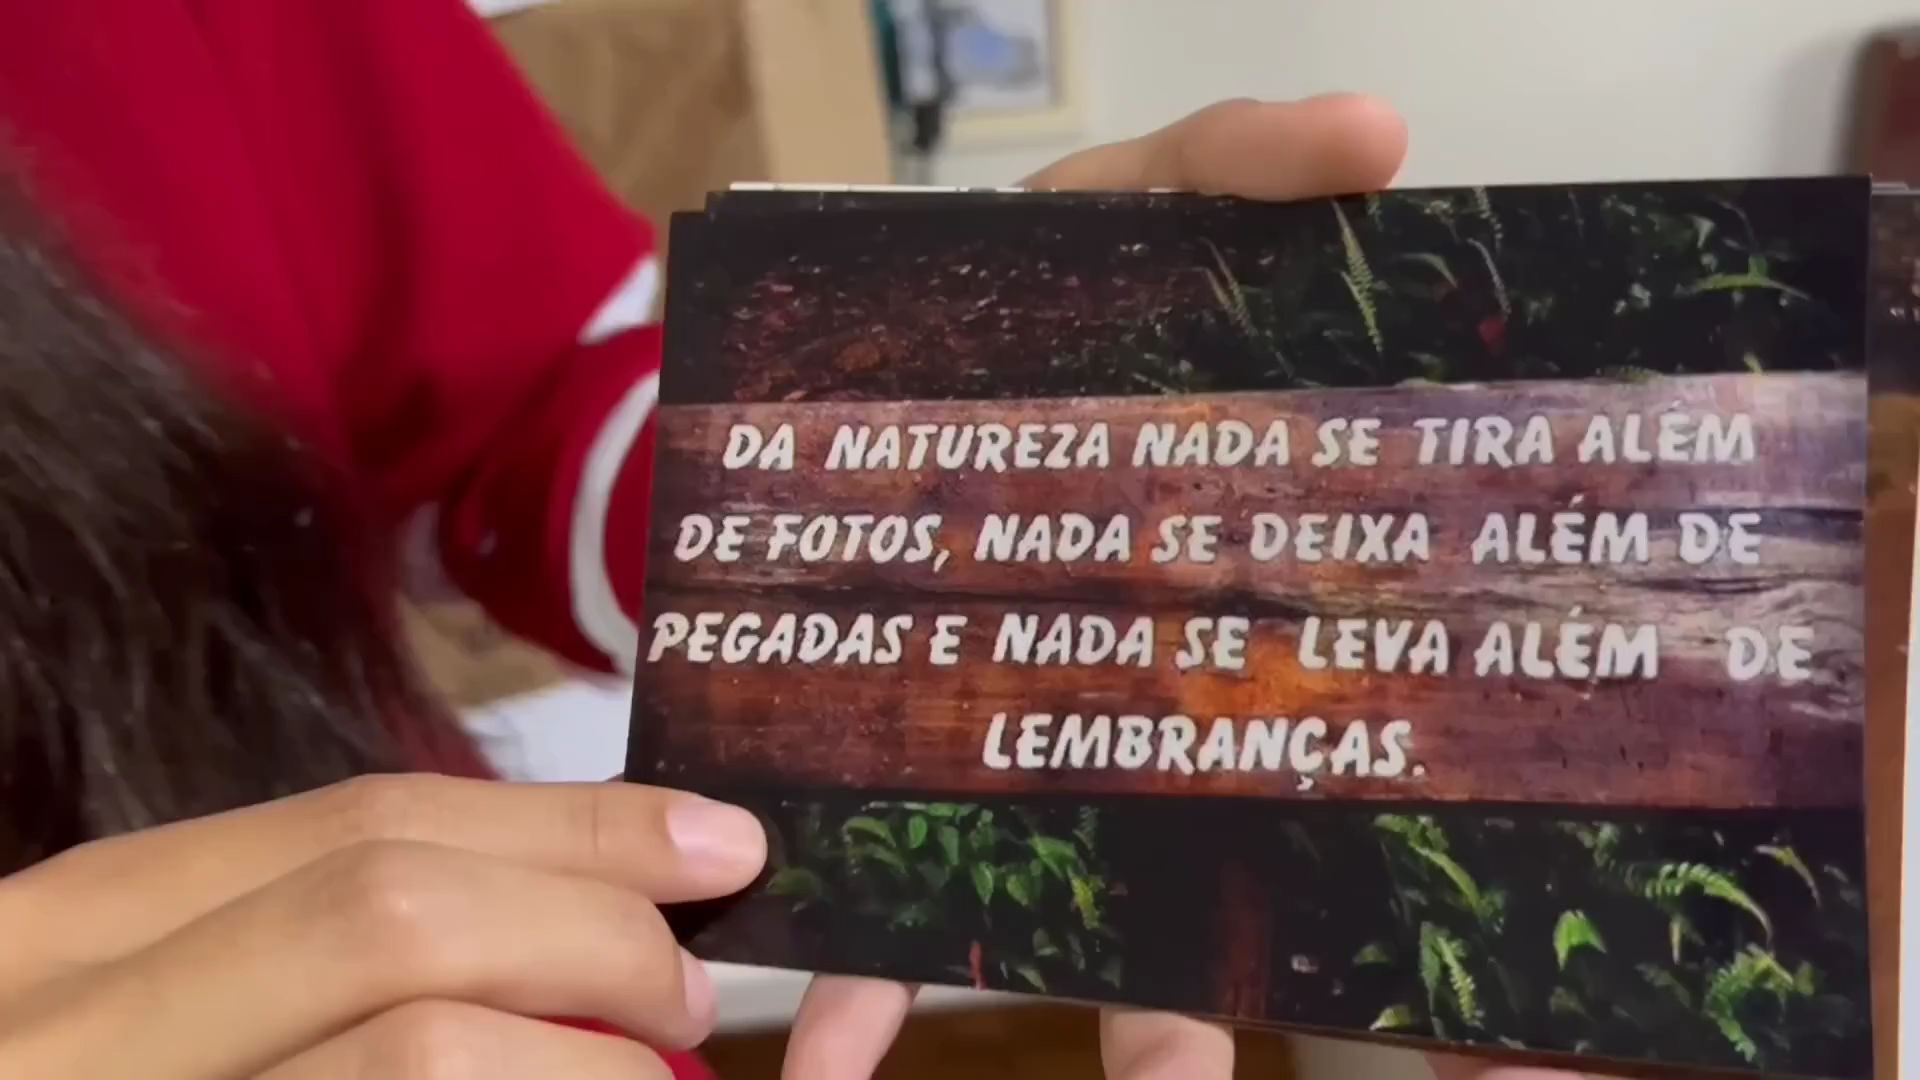 DA NATUREZA NADA SE TIRA ALÉM
DE FOTOS, NADA SE DEIXA ALÉM DE
PEGADAS E NADA SE LEVA ALÉM DE
LEMBRANÇAS.